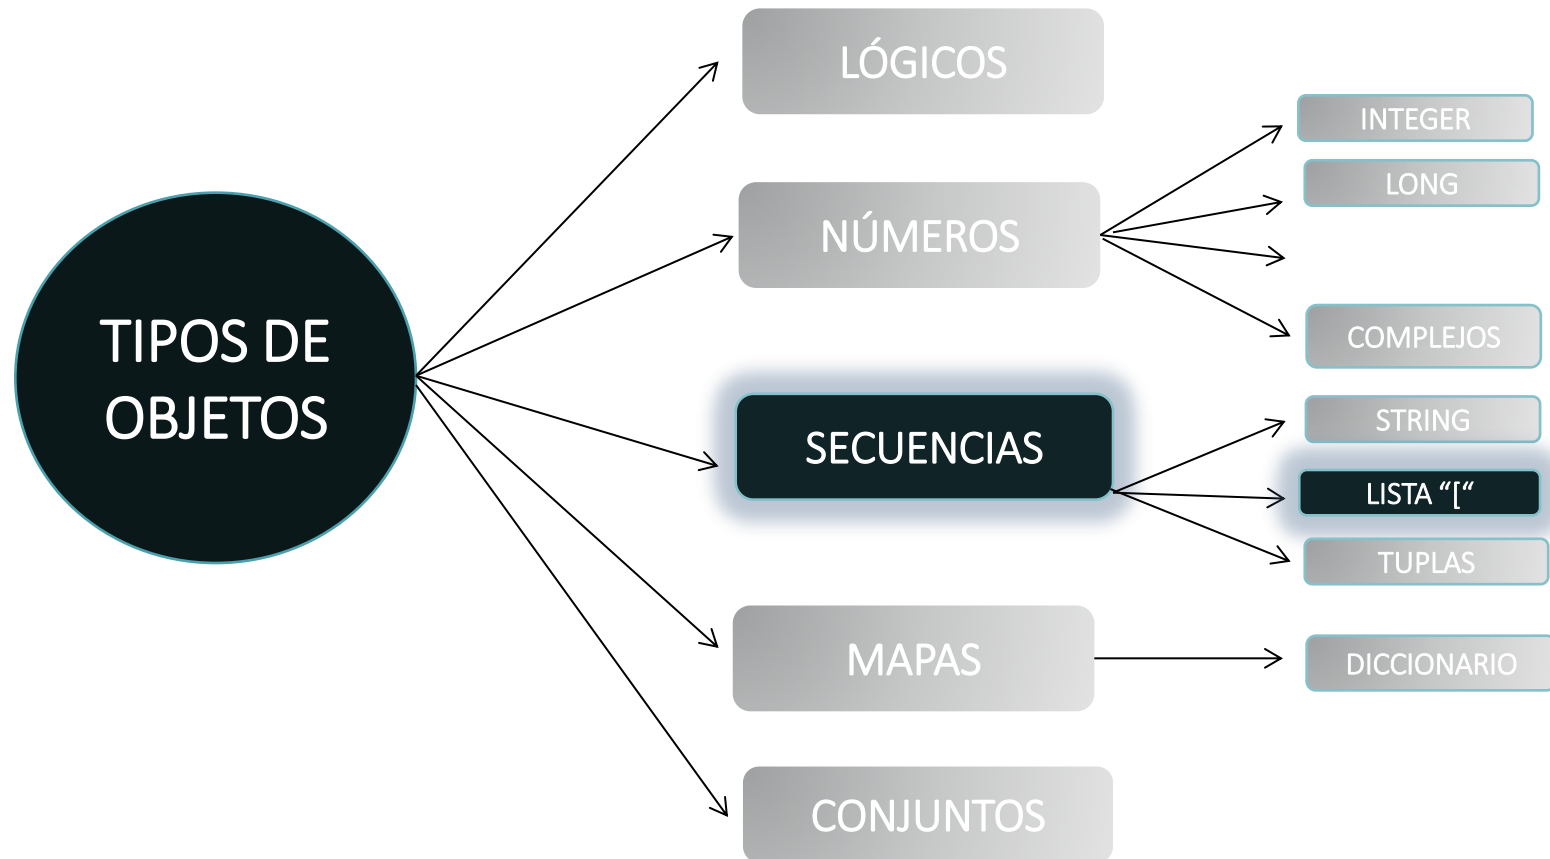 TIPOS DE
OBJETOS
LÓGICOS
NÚMEROS
SECUENCIAS
MAPAS
CONJUNTOS
INTEGER
LONG
COMPLEJOS
STRING
LISTA “[“
TUPLAS
DICCIONARIO